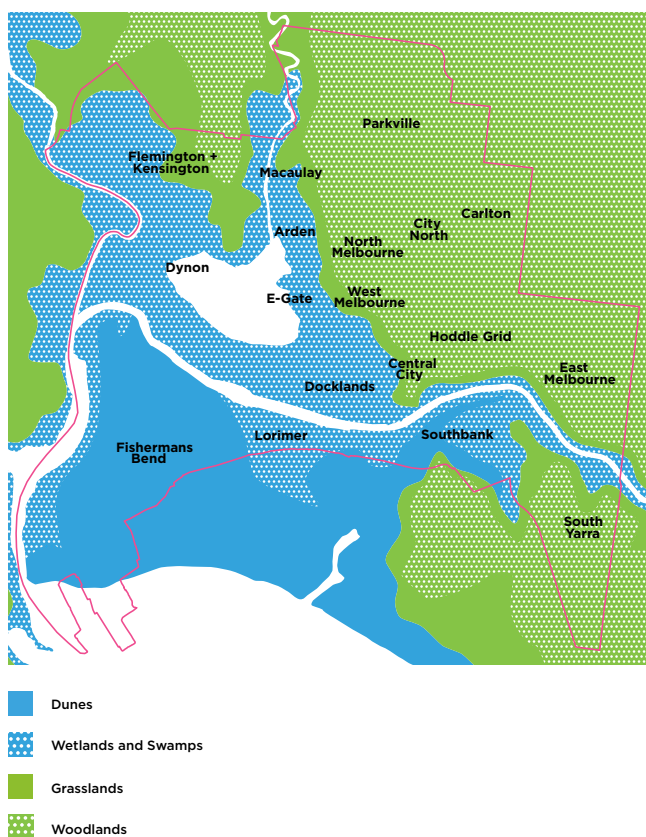 Parkville
Flemington +
Kensington
Macaulay
Carlton
City
North
Arden
North
Melbourne
Dynon
E-Gate
West
Melbourne
Hoddle Grid
Central
City
East
Melbourne
Docklands
Lorimer
Southbank
Fishermans
Bend
South
Yarra
Dunes
Wetlands and Swamps
Grasslands
Woodlands